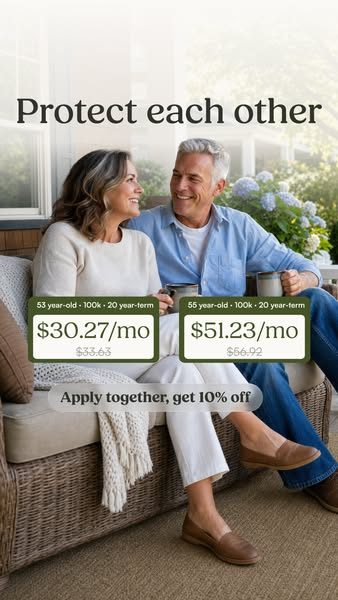 Protect each other
53 year-old • 100k • 20 year-term
$30.27/mo
$33.63
55 year-old • 100k • 20 year-term
$51.23/mo
$56.92
Apply together, get 10% off